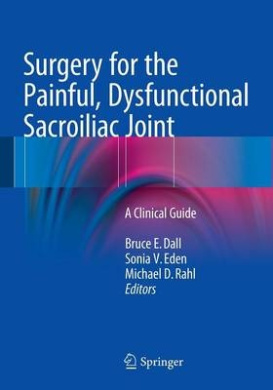 Surgery for the
Painful, Dysfunctional
Sacroiliac Joint
A Clinical Guide
Bruce E. Dall
Sonia V. Eden
Michael D. Rahl
Editors
Springer